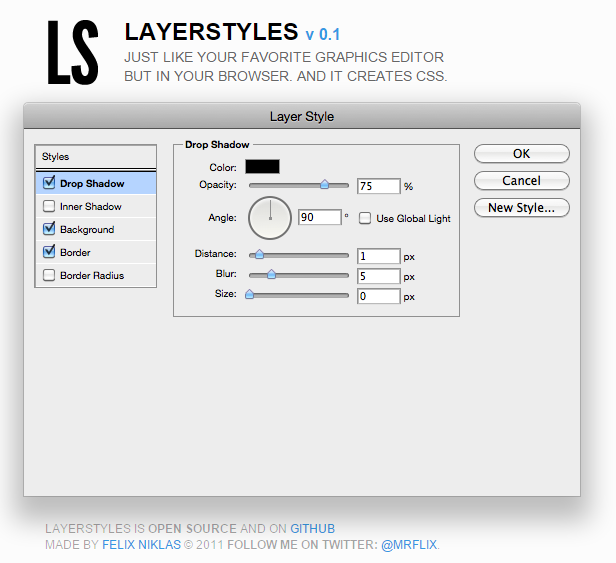 LS
LAYERSTYLES v 0.1
JUST LIKE YOUR FAVORITE GRAPHICS EDITOR
BUT IN YOUR BROWSER. AND IT CREATES CSS.
Layer Style
Styles
Drop Shadow
Inner Shadow
Background
Border
Border Radius
Drop Shadow
Color:
Opacity: 75 %
Angle: 90 ° Use Global Light
Distance: 1 px
Blur: 5 px
Size: 0 px
OK
Cancel
New Style...
LAYERSTYLES IS OPEN SOURCE AND ON GITHUB
MADE BY FELIX NIKLAS © 2011 FOLLOW ME ON TWITTER: @MRFLIX.